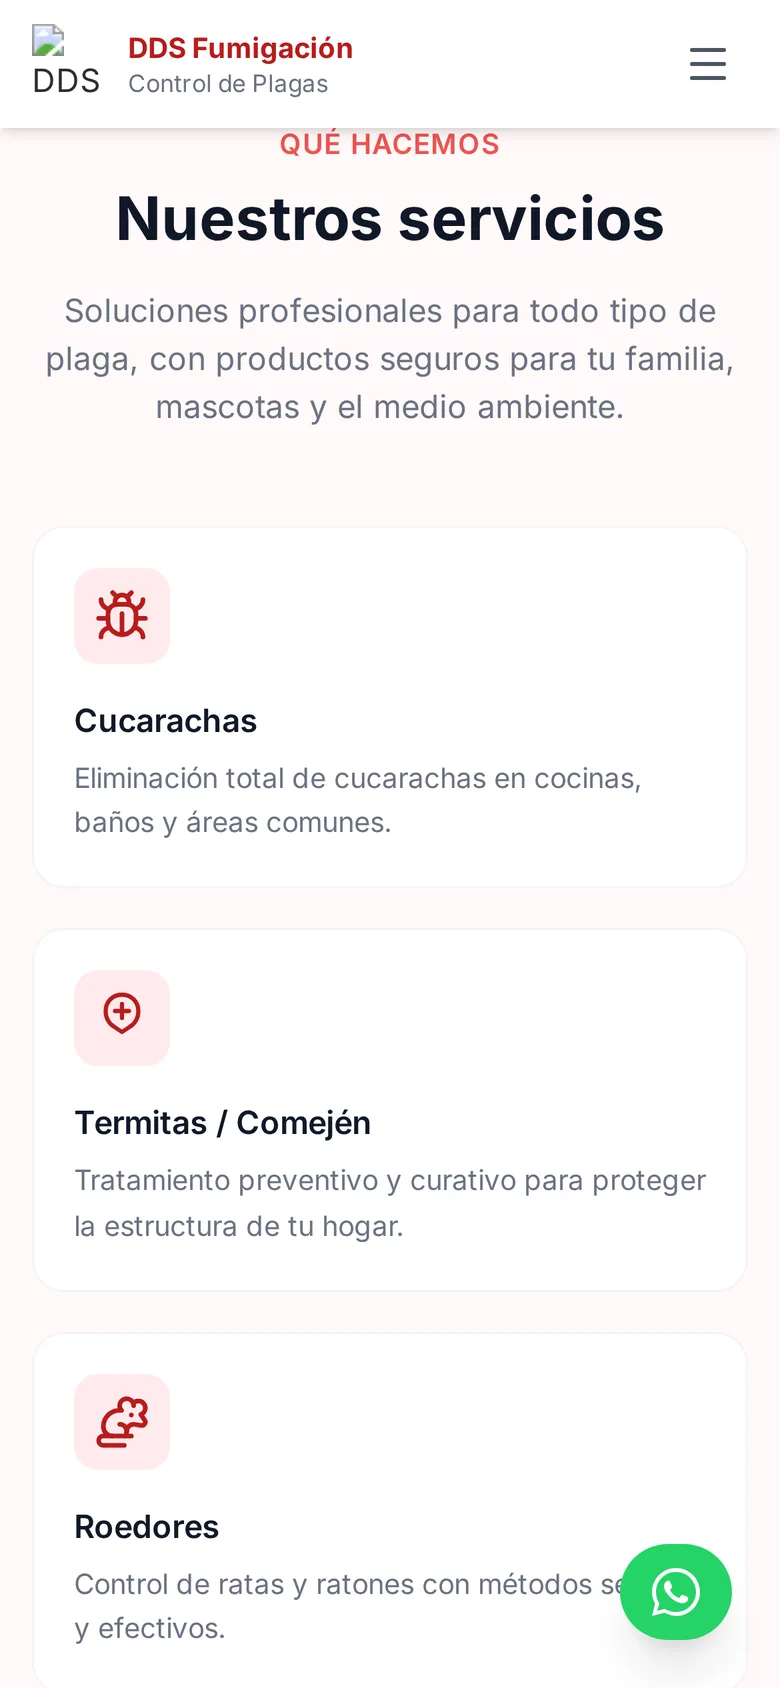 DDS
DDS Fumigación
Control de Plagas
QUÉ HACEMOS
Nuestros servicios
Soluciones profesionales para todo tipo de
plaga, con productos seguros para tu familia,
mascotas y el medio ambiente.
Cucarachas
Eliminación total de cucarachas en cocinas,
baños y áreas comunes.
Termitas / Comején
Tratamiento preventivo y curativo para proteger
la estructura de tu hogar.
Roedores
Control de ratas y ratones con métodos
y efectivos.